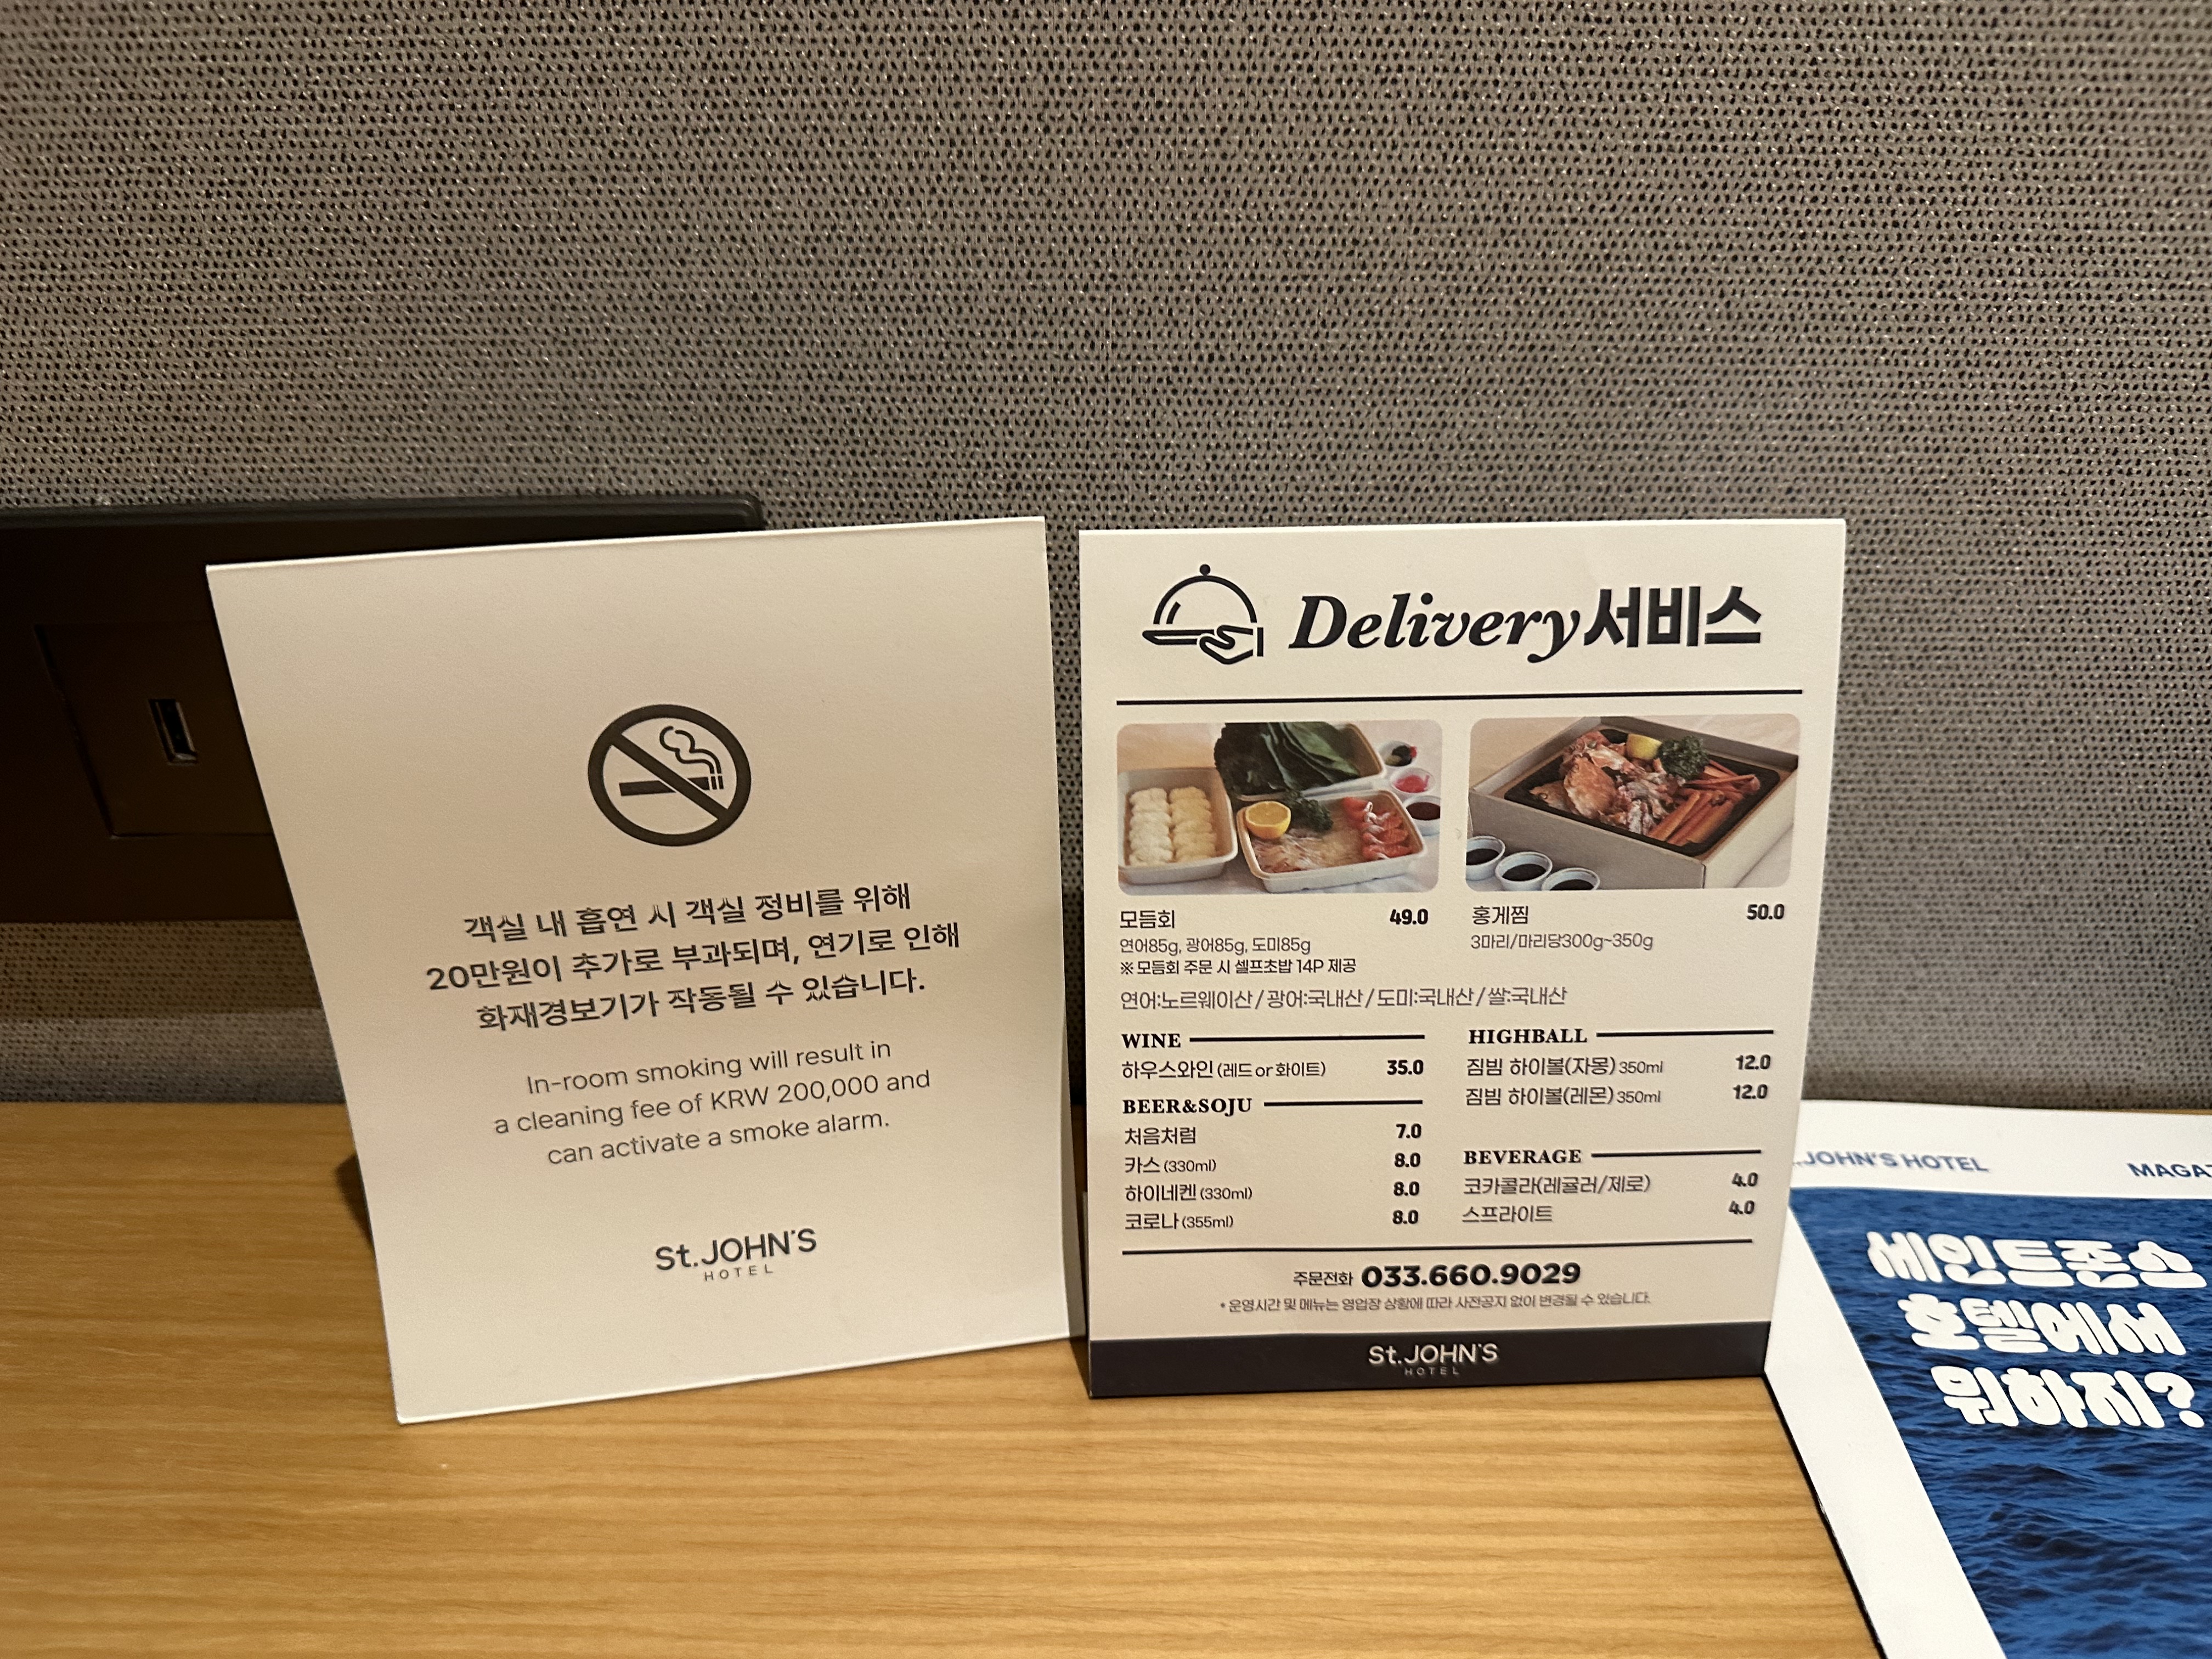 객실 내 흡연 시 객실 정비를 위해
20만원이 추가로 부과되며, 연기로 인해
화재경보기가 작동될 수 있습니다.
In-room smoking will result in
a cleaning fee of KRW 200,000 and
can activate a smoke alarm.
St.JOHN'S
HOTEL
Delivery서비스
모듬회 49.0
연어85g, 광어85g, 도미85g
※ 모듬회 주문 시 셀프초밥 14P 제공
홍게찜 50.0
3마리/마리당300g~350g
연어:노르웨이산 / 광어:국내산 / 도미:국내산 / 쌀:국내산
WINE
하우스와인 (레드 or 화이트) 35.0
BEER&SOJU
처음처럼 7.0
카스 (330ml) 8.0
하이네켄 (330ml) 8.0
코로나 (355ml) 8.0
HIGHBALL
짐빔 하이볼(자몽) 350ml 12.0
짐빔 하이볼(레몬) 350ml 12.0
BEVERAGE
코카콜라(레귤러/제로) 4.0
스프라이트 4.0
주문전화 033.660.9029
* 운영시간 및 메뉴는 영업장 상황에 따라 사전공지 없이 변경될 수 있습니다.
St.JOHN'S
HOTEL
.JOHN'S HOTEL MAGAZ
세인트존스
호텔에서
뭐하지?